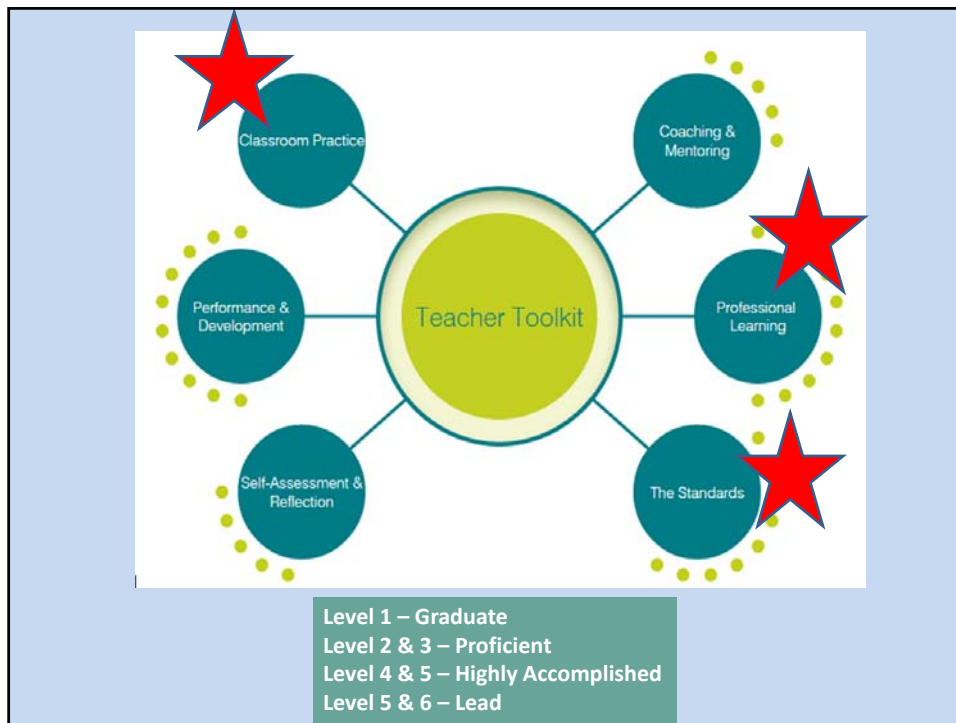 Classroom Practice
Coaching &
Mentoring
Performance &
Development
Teacher Toolkit
Professional
Learning
Self-Assessment &
Reflection
The Standards
Level 1 – Graduate
Level 2 & 3 – Proficient
Level 4 & 5 – Highly Accomplished
Level 5 & 6 – Lead